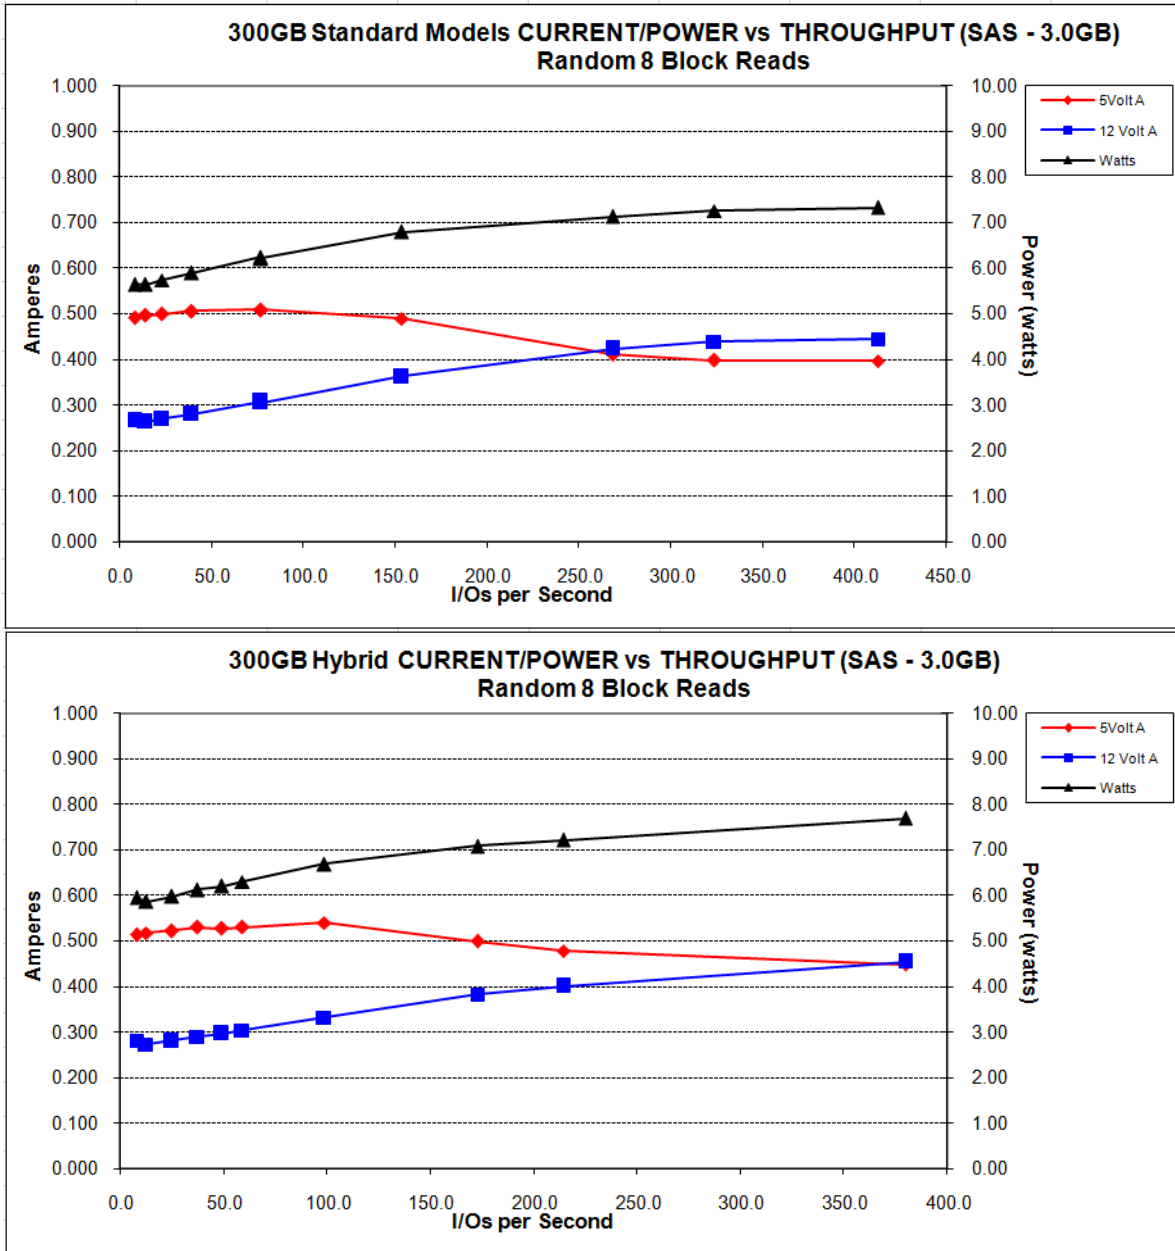 300GB Standard Models CURRENT/POWER vs THROUGHPUT (SAS - 3.0GB)
Random 8 Block Reads
1.000
0.900
0.800
0.700
0.600
0.500
0.400
0.300
0.200
0.100
0.000
Amperes
10.00
9.00
8.00
7.00
6.00
5.00
4.00
3.00
2.00
1.00
0.00
Power (watts)
5Volt A
12 Volt A
Watts
0.0 50.0 100.0 150.0 200.0 250.0 300.0 350.0 400.0 450.0
I/Os per Second
300GB Hybrid CURRENT/POWER vs THROUGHPUT (SAS - 3.0GB)
Random 8 Block Reads
1.000
0.900
0.800
0.700
0.600
0.500
0.400
0.300
0.200
0.100
0.000
Amperes
10.00
9.00
8.00
7.00
6.00
5.00
4.00
3.00
2.00
1.00
0.00
Power (watts)
5Volt A
12 Volt A
Watts
0.0 50.0 100.0 150.0 200.0 250.0 300.0 350.0 400.0
I/Os per Second